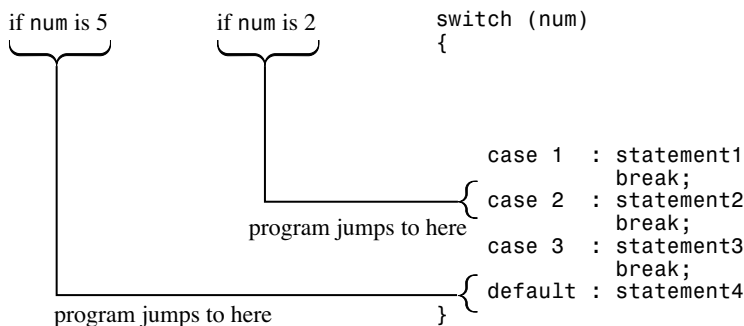 if num is 5
if num is 2
switch (num)
{
case 1 : statement1
break;
case 2 : statement2
break;
program jumps to here
case 3 : statement3
break;
default : statement4
program jumps to here
}